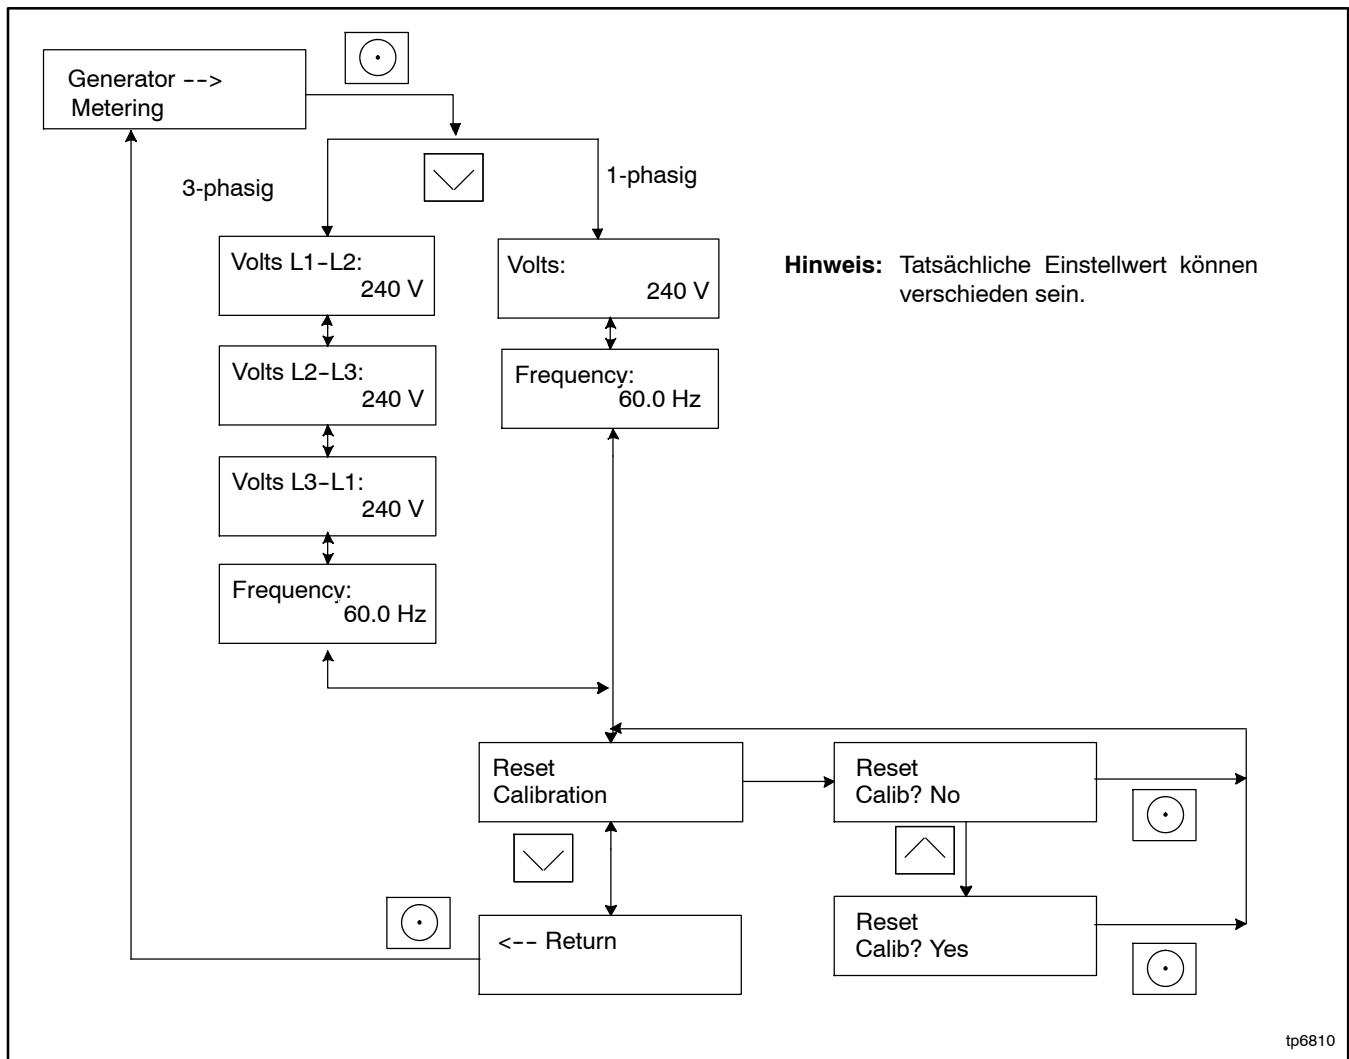 Generator -->
Metering
3-phasig
1-phasig
Volts L1-L2:
240 V
Volts:
240 V
Hinweis: Tatsächliche Einstellwert können
verschieden sein.
Volts L2-L3:
240 V
Frequency:
60.0 Hz
Volts L3-L1:
240 V
Frequency:
60.0 Hz
Reset
Calibration
Reset
Calib? No
<-- Return
Reset
Calib? Yes
tp6810